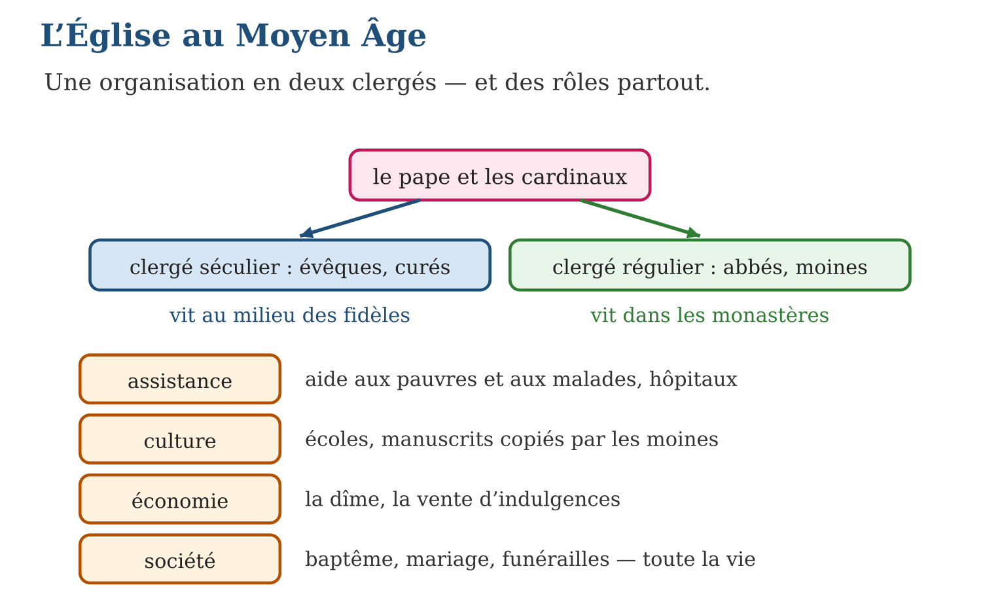 L’Église au Moyen Âge
Une organisation en deux clergés — et des rôles partout.
le pape et les cardinaux
clergé séculier : évêques, curés
clergé régulier : abbés, moines
vit au milieu des fidèles
vit dans les monastères
assistance
aide aux pauvres et aux malades, hôpitaux
culture
écoles, manuscrits copiés par les moines
économie
la dîme, la vente d’indulgences
société
baptême, mariage, funérailles — toute la vie